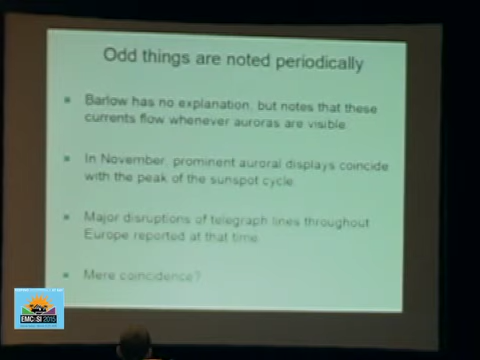 Odd things are noted periodically
Barlow has no explanation, but notes that these
currents flow whenever auroras are visible.
In November, prominent auroral displays coincide
with the peak of the sunspot cycle
Major disruptions of telegraph lines throughout
Europe reported at that time
Mere coincidence?
EMC•SI 2015